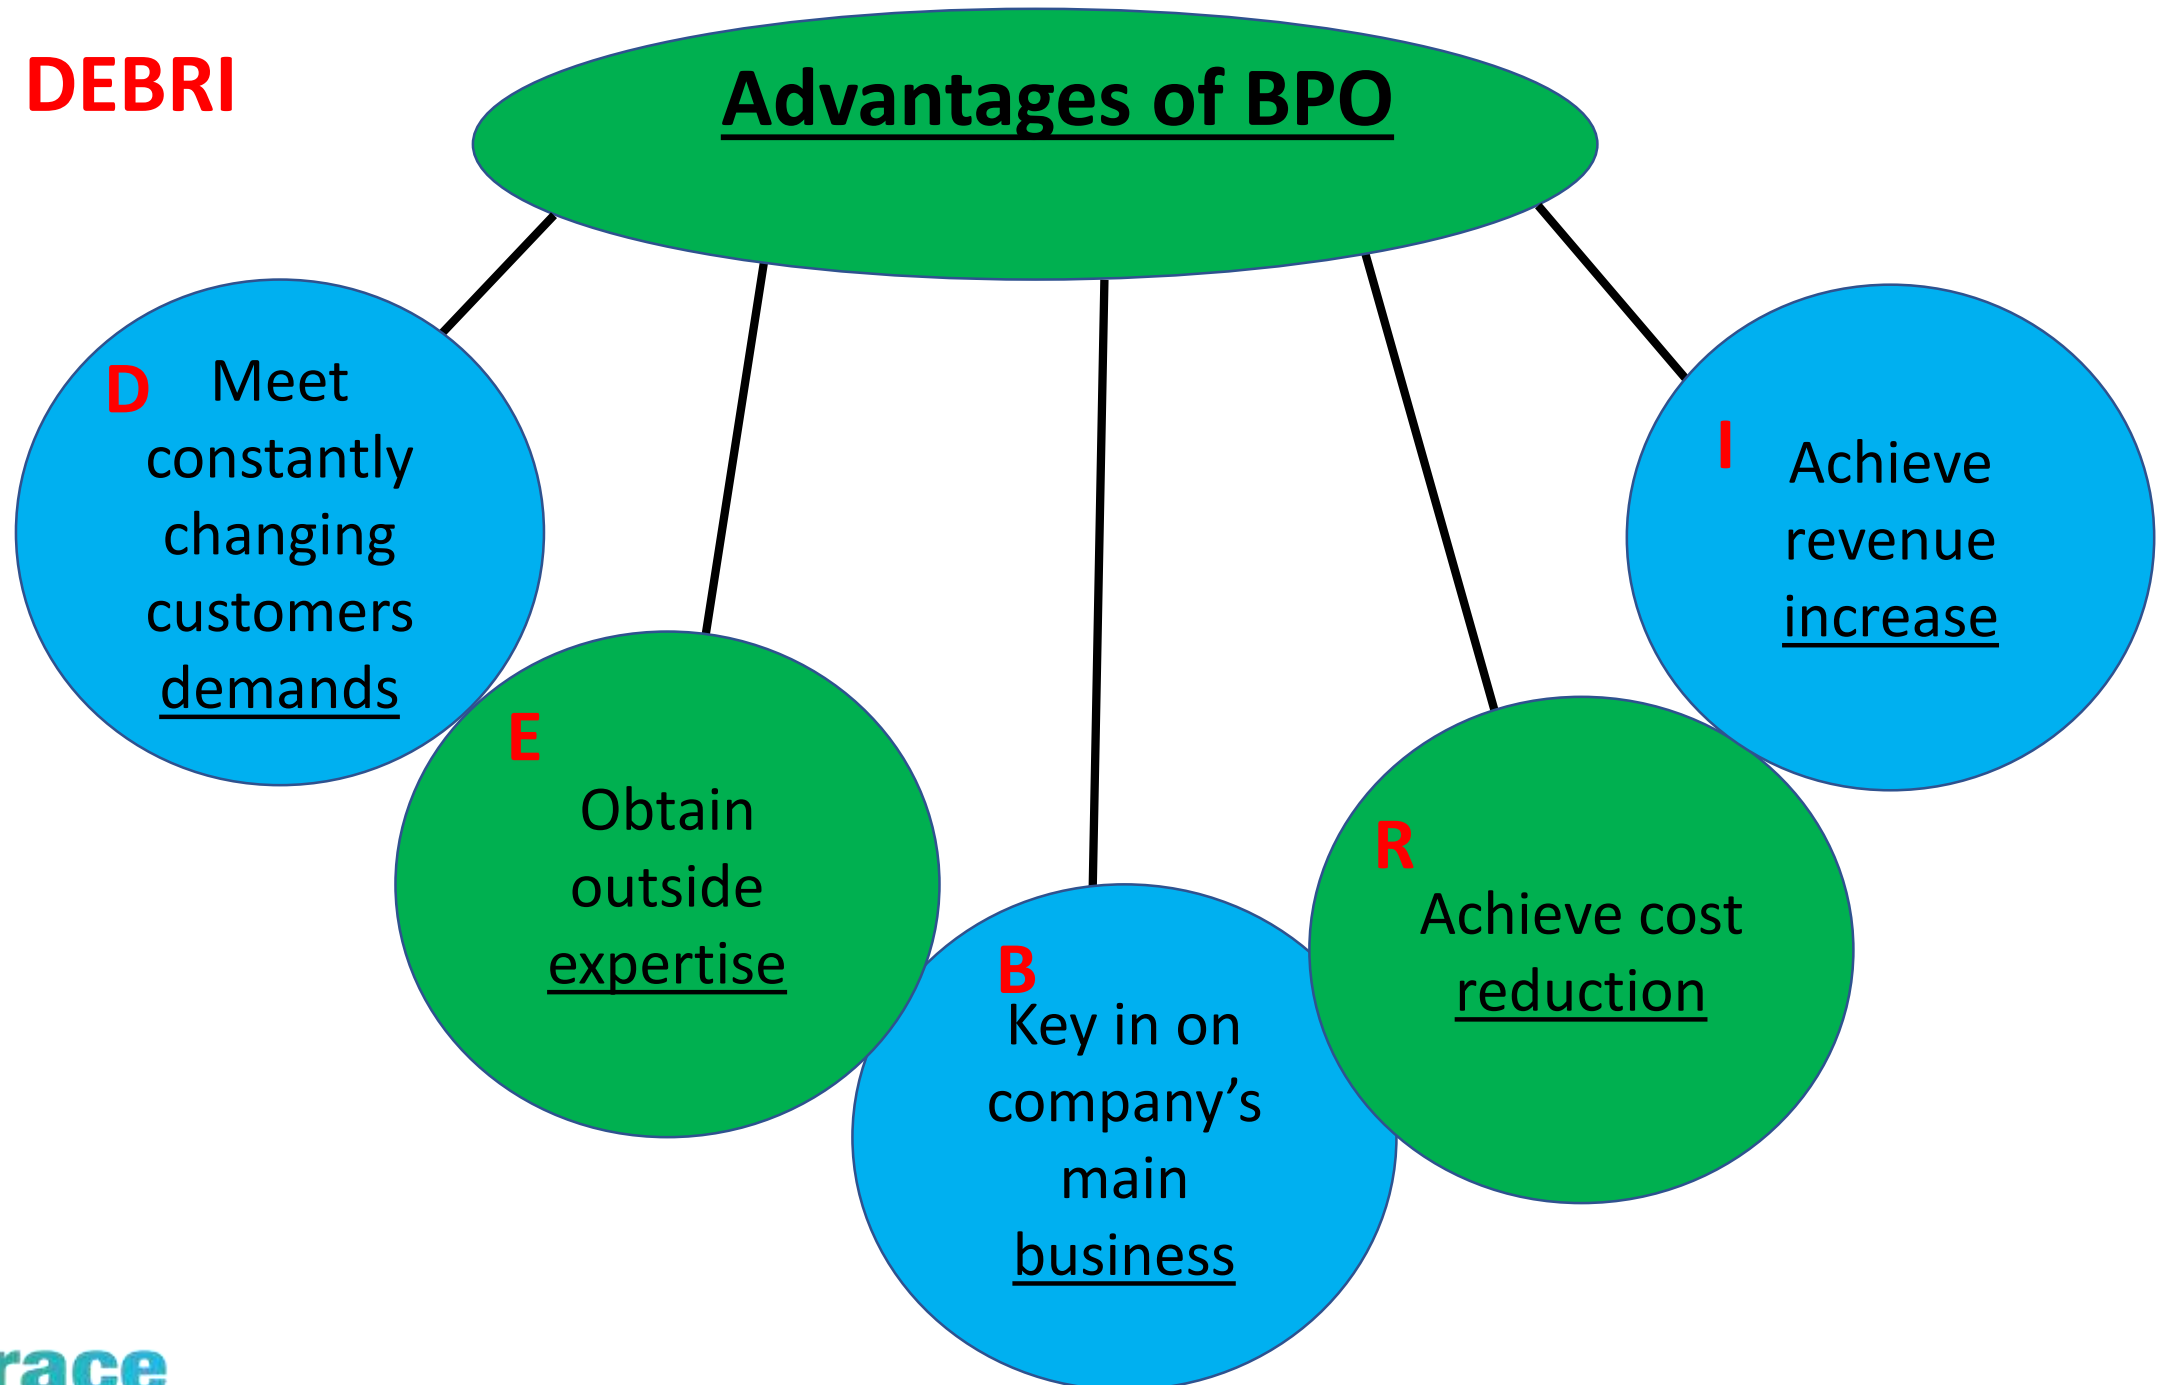 DEBRI
Advantages of BPO
D
Meet
constantly
changing
customers
demands
E
Obtain
outside
expertise
B
Key in on
company’s
main
business
R
Achieve cost
reduction
I
Achieve
revenue
increase
race